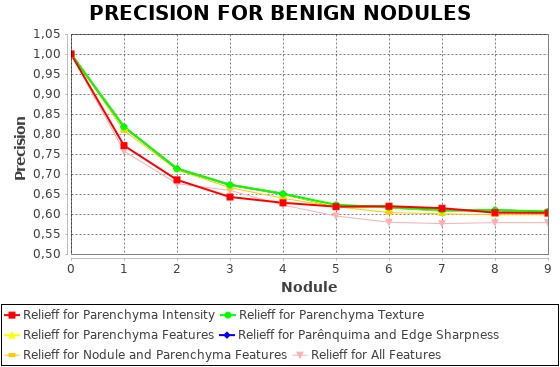 PRECISION FOR BENIGN NODULES
1,05
1,00
0,95
0,90
0,85
0,80
0,75
0,70
0,65
0,60
0,55
0,50
Precision
0 1 2 3 4 5 6 7 8 9
Nodule
Relieff for Parenchyma Intensity Relieff for Parenchyma Texture
Relieff for Parenchyma Features Relieff for Parênquima and Edge Sharpness
Relieff for Nodule and Parenchyma Features Relieff for All Features